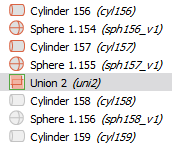 Cylinder 156 (cyl156)
Sphere 1.154 (sph156_v1)
Cylinder 157 (cyl157)
Sphere 1.155 (sph157_v1)
Union 2 (uni2)
Cylinder 158 (cyl158)
Sphere 1.156 (sph158_v1)
Cylinder 159 (cyl159)